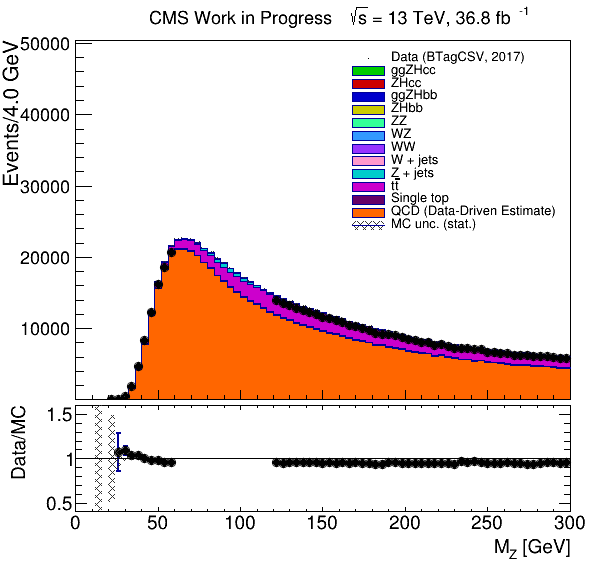 CMS Work in Progress √s = 13 TeV, 36.8 fb⁻¹
Events/4.0 GeV
50000
40000
30000
20000
10000
Data (BTagCSV, 2017)
ggZHcc
ZHcc
ggZHbb
ZHbb
ZZ
WZ
WW
W + jets
Z + jets
tt̄
Single top
QCD (Data-Driven Estimate)
MC unc. (stat.)
Data/MC
1.5
1
0.5
0 50 100 150 200 250 300
M_Z [GeV]